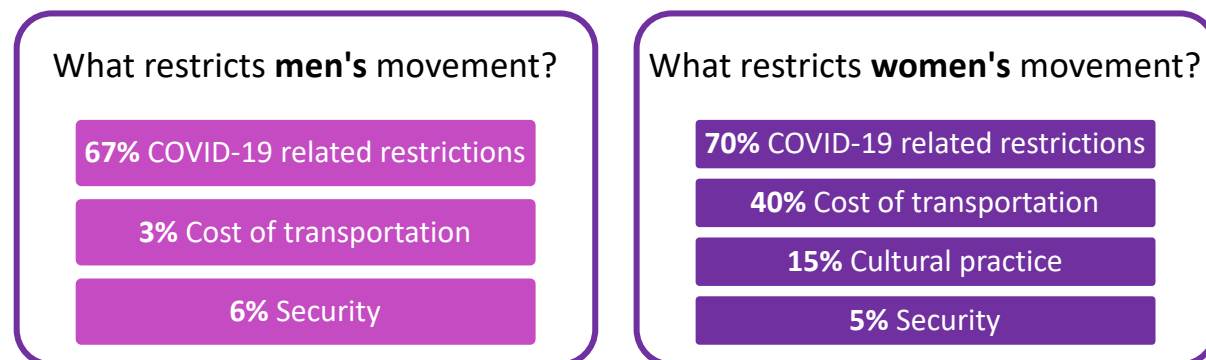 What restricts men's movement?
67% COVID-19 related restrictions
3% Cost of transportation
6% Security
What restricts women's movement?
70% COVID-19 related restrictions
40% Cost of transportation
15% Cultural practice
5% Security